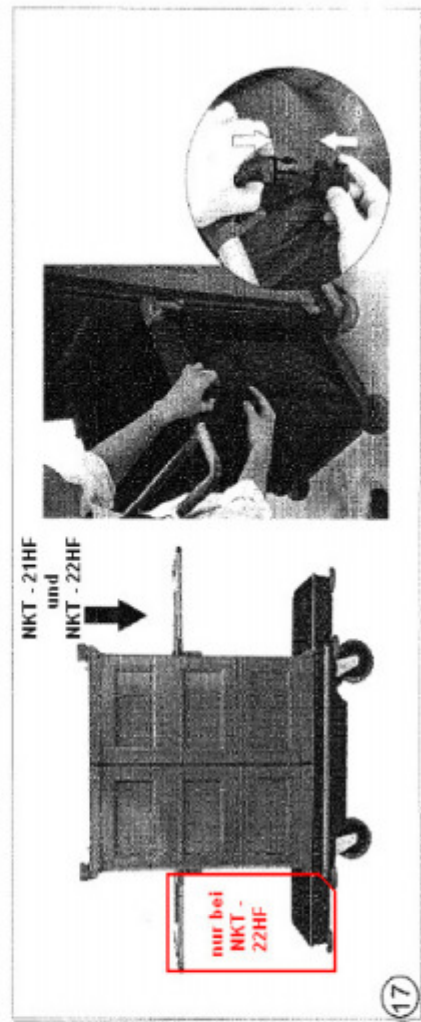 NKT - 21HF
und
NKT - 22HF
nur bei
NKT -
22HF
17